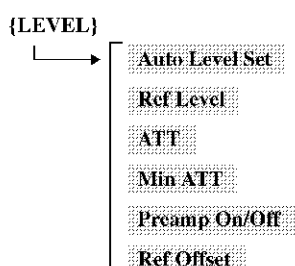 {LEVEL}
Auto Level Set
Ref Level
ATT
Min ATT
Preamp On/Off
Ref Offset